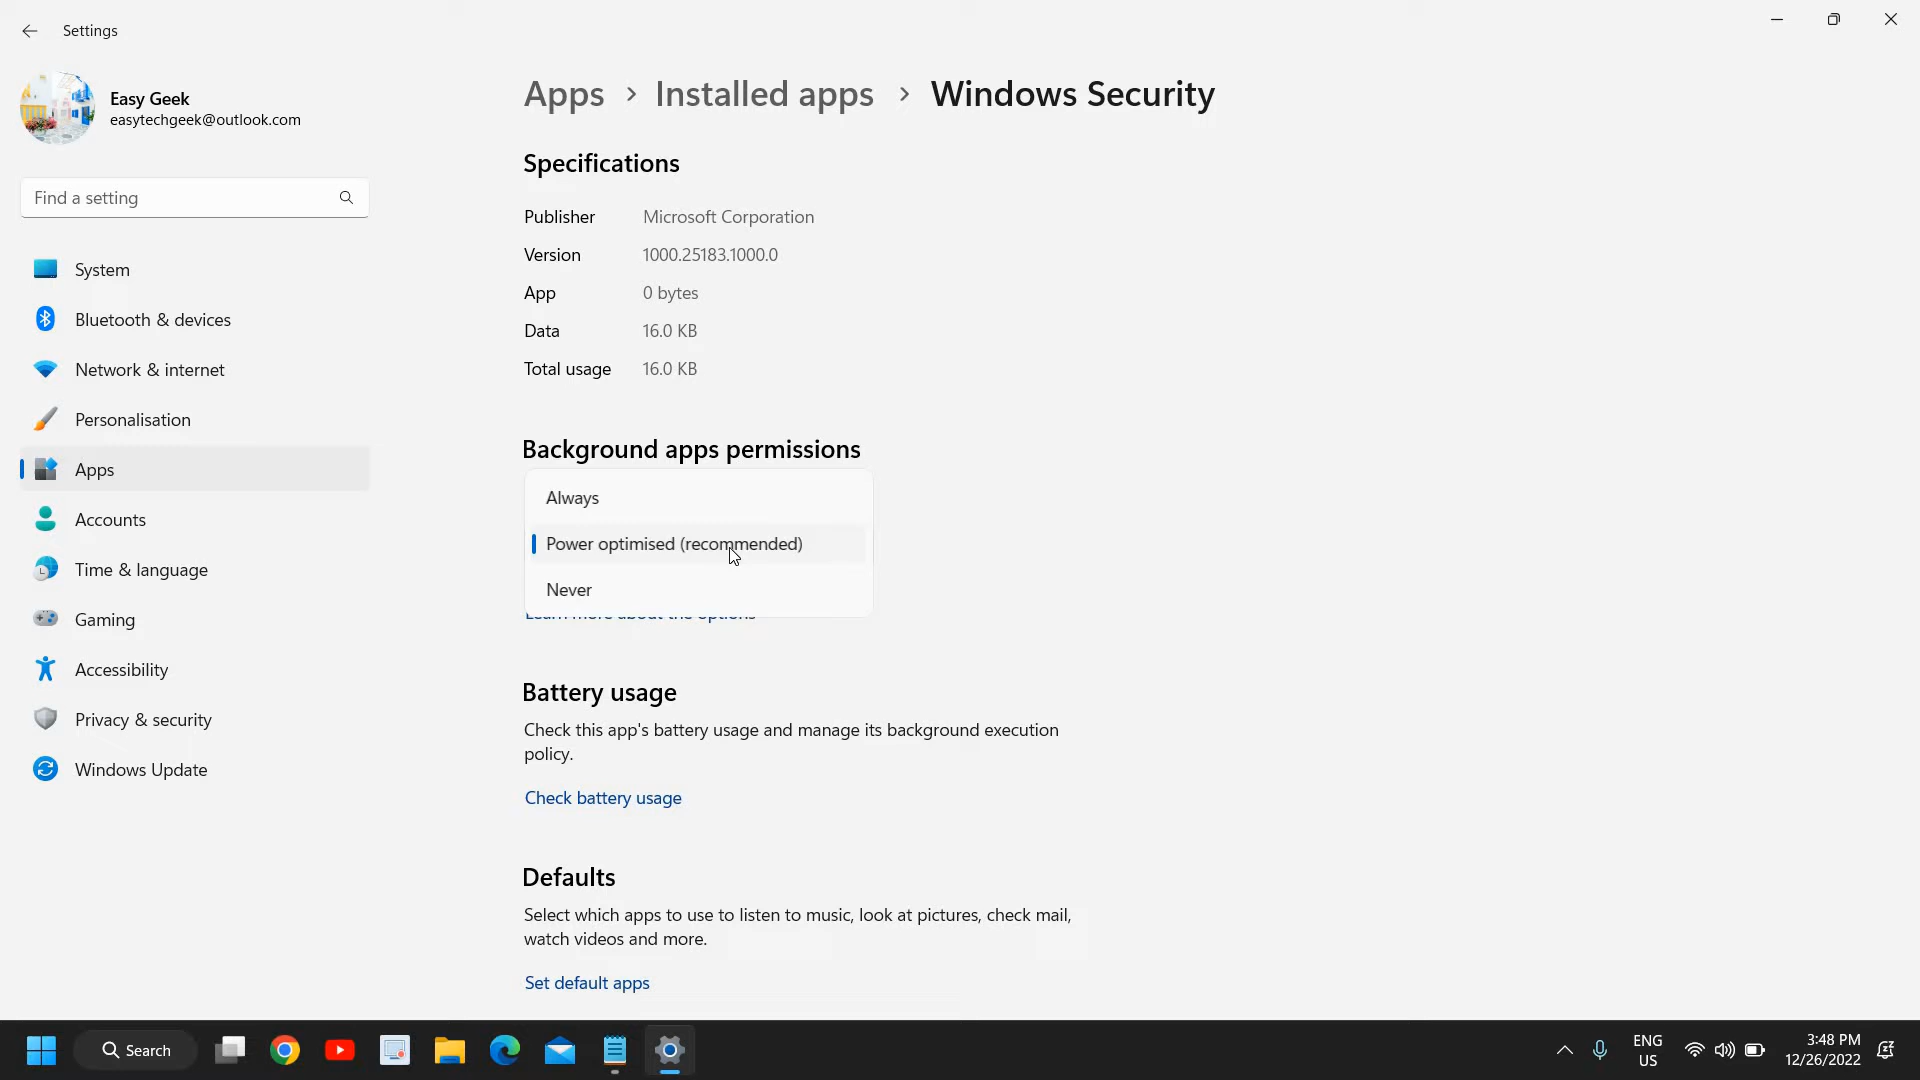 Settings
Easy Geek
easytechgeek@outlook.com
Find a setting
System
Bluetooth & devices
Network & internet
Personalisation
Apps
Accounts
Time & language
Gaming
Accessibility
Privacy & security
Windows Update
Apps > Installed apps > Windows Security
Specifications
Publisher Microsoft Corporation
Version 1000.25183.1000.0
App 0 bytes
Data 16.0 KB
Total usage 16.0 KB
Background apps permissions
Always
Power optimised (recommended)
Never
Learn more about the options
Battery usage
Check this app's battery usage and manage its background execution
policy.
Check battery usage
Defaults
Select which apps to use to listen to music, look at pictures, check mail,
watch videos and more.
Set default apps
Search
ENG
US
3:48 PM
12/26/2022